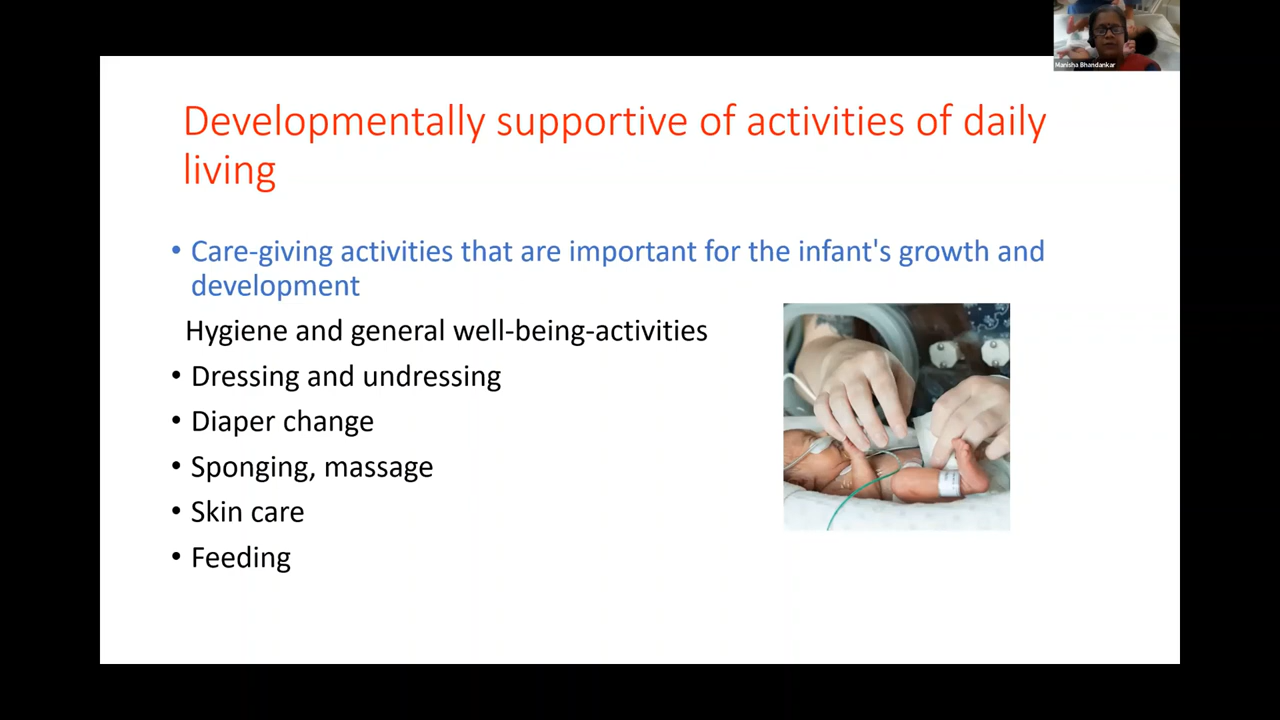 Manisha Bhandankar
Developmentally supportive of activities of daily
living
• Care-giving activities that are important for the infant's growth and
development
Hygiene and general well-being-activities
• Dressing and undressing
• Diaper change
• Sponging, massage
• Skin care
• Feeding